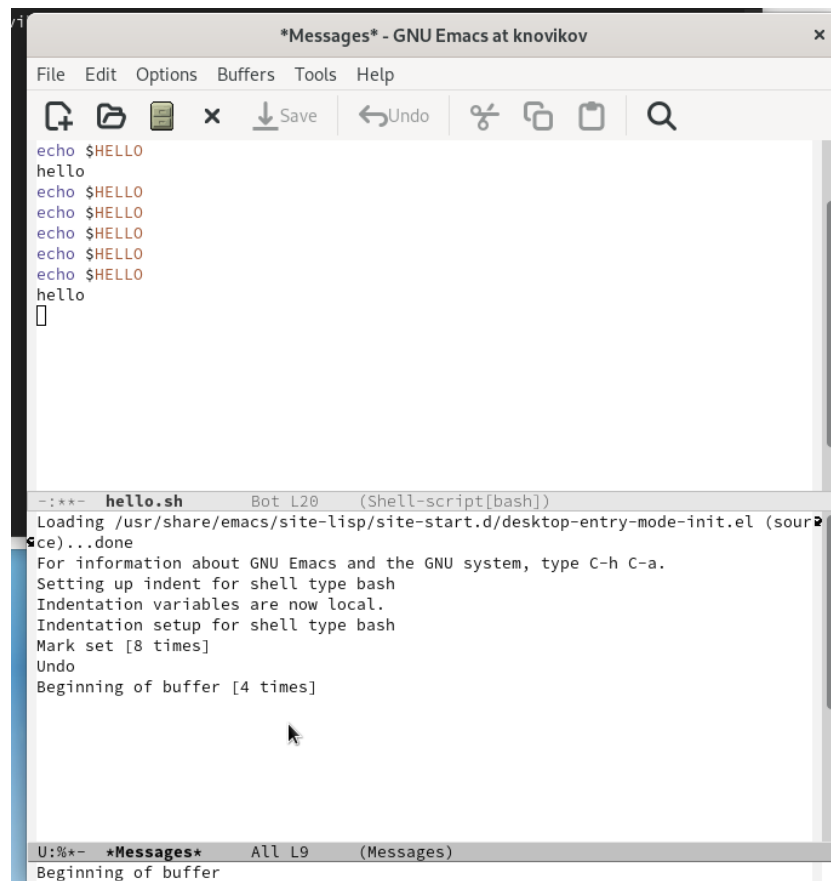 *Messages* - GNU Emacs at knovikov
File Edit Options Buffers Tools Help
Save Undo
echo $HELLO
hello
echo $HELLO
echo $HELLO
echo $HELLO
echo $HELLO
echo $HELLO
hello
-:**- hello.sh Bot L20 (Shell-script[bash])
Loading /usr/share/emacs/site-lisp/site-start.d/desktop-entry-mode-init.el (sour
ce)...done
For information about GNU Emacs and the GNU system, type C-h C-a.
Setting up indent for shell type bash
Indentation variables are now local.
Indentation setup for shell type bash
Mark set [8 times]
Undo
Beginning of buffer [4 times]
U:%*- *Messages* All L9 (Messages)
Beginning of buffer